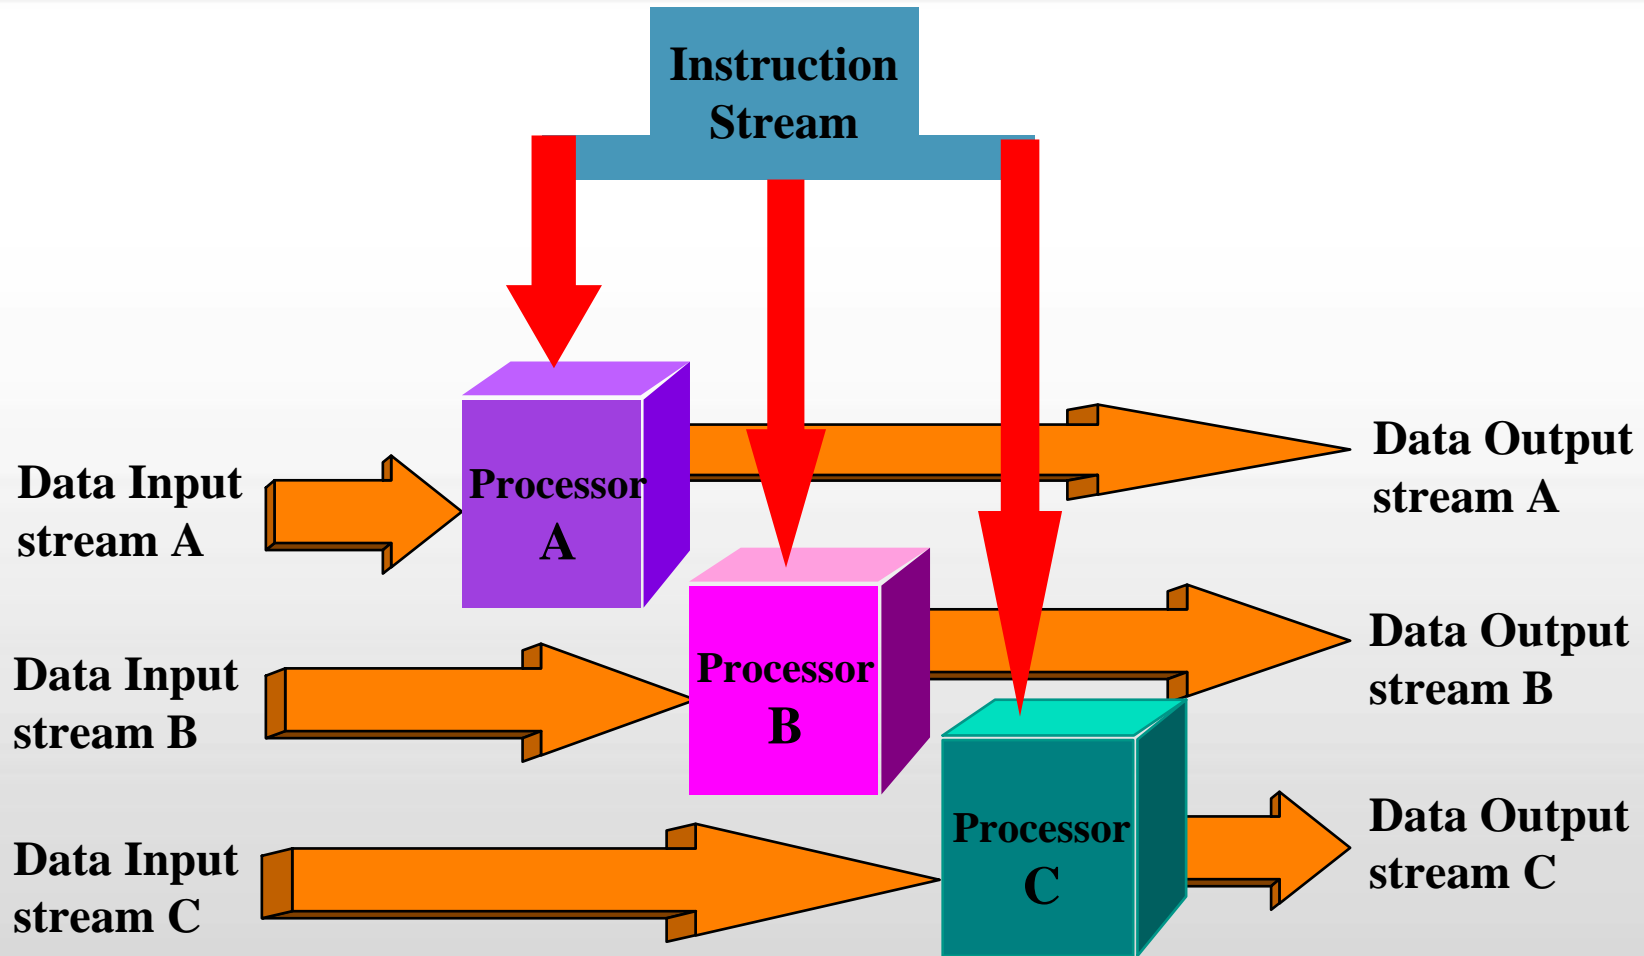 Instruction
Stream
Data Input
stream A
Processor
A
Data Output
stream A
Data Input
stream B
Processor
B
Data Output
stream B
Data Input
stream C
Processor
C
Data Output
stream C